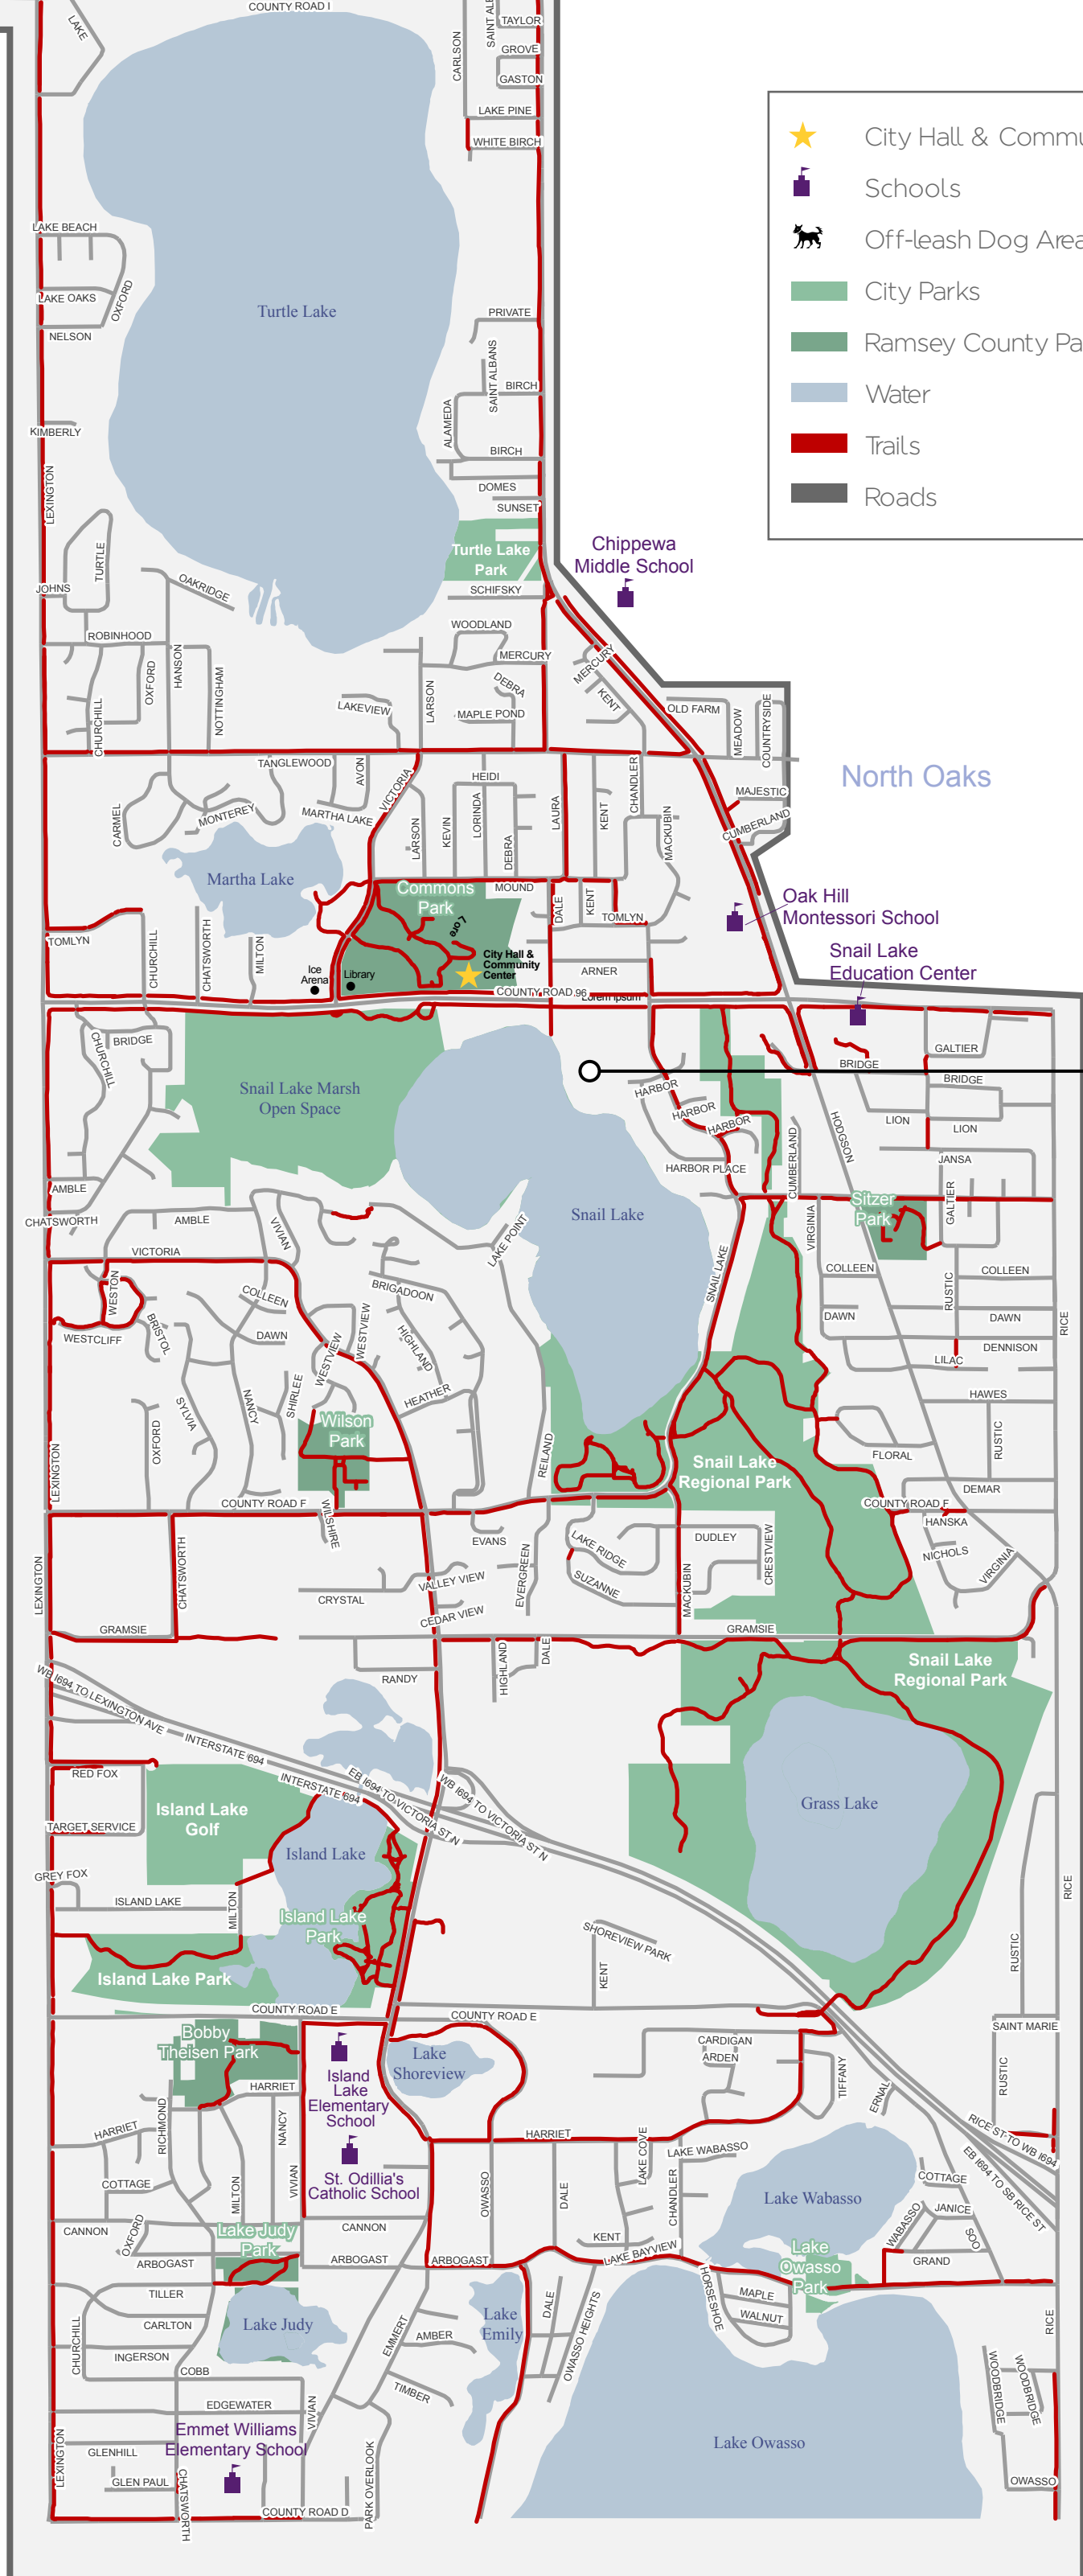 COUNTY ROAD I
LAKE
CARLSON
SAINT AL
TAYLOR
GROVE
GASTON
LAKE PINE
WHITE BIRCH
City Hall & Commu
Schools
Off-leash Dog Area
City Parks
Ramsey County Pa
Water
Trails
Roads
LAKE BEACH
LAKE OAKS
OXFORD
NELSON
Turtle Lake
PRIVATE
SAINT ALBANS
BIRCH
ALAMEDA
KIMBERLY
BIRCH
LEXINGTON
DOMES
SUNSET
Turtle Lake
Park
Chippewa
Middle School
TURTLE
JOHNS
OAKRIDGE
SCHIFSKY
ROBINHOOD
WOODLAND
MERCURY
MERCURY
HANSON
OXFORD
NOTTINGHAM
CHURCHILL
LAKEVIEW
LARSON
DEBRA
MAPLE POND
KENT
OLD FARM
MEADOW
COUNTRYSIDE
North Oaks
TANGLEWOOD
AVON
VICTORIA
HEIDI
CHANDLER
MAJESTIC
CUMBERLAND
CARMEL
MONTEREY
MARTHA LAKE
LARSON
KEVIN
LORINDA
DEBRA
LAURA
KENT
MACKUBIN
Martha Lake
Commons
Park
MOUND
DALE
KENT
TOMLYN
Lore
Oak Hill
Montessori School
TOMLYN
CHURCHILL
CHATSWORTH
MILTON
Ice
Arena
Library
City Hall &
Community
Center
ARNER
COUNTY ROAD 96
Lorem ipsum
Snail Lake
Education Center
CHURCHILL
BRIDGE
Snail Lake Marsh
Open Space
HARBOR
HARBOR
HARBOR
HARBOR PLACE
CUMBERLAND
HODGSON
BRIDGE
GALTIER
BRIDGE
LION
LION
JANSA
AMBLE
CHATSWORTH
AMBLE
VIVIAN
VICTORIA
LAKE POINT
Snail Lake
SNAIL LAKE
VIRGINIA
Sitzer
Park
GALTIER
COLLEEN
COLLEEN
RUSTIC
WESTON
BRISTOL
WESTCLIFF
COLLEEN
DAWN
WESTVIEW
WESTVIEW
BRIGADOON
HIGHLAND
HEATHER
DAWN
DAWN
RICE
DENNISON
LILAC
HAWES
RUSTIC
OXFORD
SYLVIA
NANCY
SHIRLEE
Wilson
Park
REILAND
Snail Lake
Regional Park
FLORAL
DEMAR
LEXINGTON
COUNTY ROAD F
WILSHIRE
COUNTY ROAD F
HANSKA
NICHOLS
VIRGINIA
LEXINGTON
CHATSWORTH
EVANS
EVERGREEN
LAKE RIDGE
SUZANNE
DUDLEY
CRESTVIEW
MACKUBIN
VALLEY VIEW
CRYSTAL
CEDAR VIEW
GRAMSIE
GRAMSIE
RANDY
HIGHLAND
DALE
Snail Lake
Regional Park
WB I694 TO LEXINGTON AVE
INTERSTATE 694
INTERSTATE 694
EB I694 TO VICTORIA ST N
WB I694 TO VICTORIA ST N
RED FOX
Island Lake
Golf
TARGET SERVICE
Island Lake
Grass Lake
GREY FOX
ISLAND LAKE
MILTON
Island Lake
Park
Island Lake Park
SHOREVIEW PARK
KENT
RUSTIC
RICE
COUNTY ROAD E
COUNTY ROAD E
SAINT MARIE
Bobby
Theisen Park
HARRIET
Island
Lake
Elementary
School
Lake
Shoreview
CARDIGAN
ARDEN
TIFFANY
ERNAL
RUSTIC
RICHMOND
NANCY
HARRIET
St. Odillia's
Catholic School
HARRIET
LAKE COVE
LAKE WABASSO
RICE ST TO WB I694
EB I694 TO SB RICE ST
COTTAGE
MILTON
VIVIAN
OWASSO
DALE
CHANDLER
Lake Wabasso
COTTAGE
WABASSO
JANICE
SOO
CANNON
OXFORD
Lake Judy
Park
CANNON
ARBOGAST
ARBOGAST
ARBOGAST
KENT
LAKE BAYVIEW
Lake
Owasso
Park
GRAND
TILLER
CARLTON
CHURCHILL
INGERSON
COBB
Lake Judy
EMMERT
AMBER
Lake
Emily
DALE
OWASSO HEIGHTS
HORSESHOE
MAPLE
WALNUT
RICE
TIMBER
EDGEWATER
VIVIAN
WOODBRIDGE
WOODBRIDGE
LEXINGTON
GLENHILL
Emmet Williams
Elementary School
GLEN PAUL
CHATSWORTH
COUNTY ROAD D
PARK OVERLOOK
Lake Owasso
OWASSO